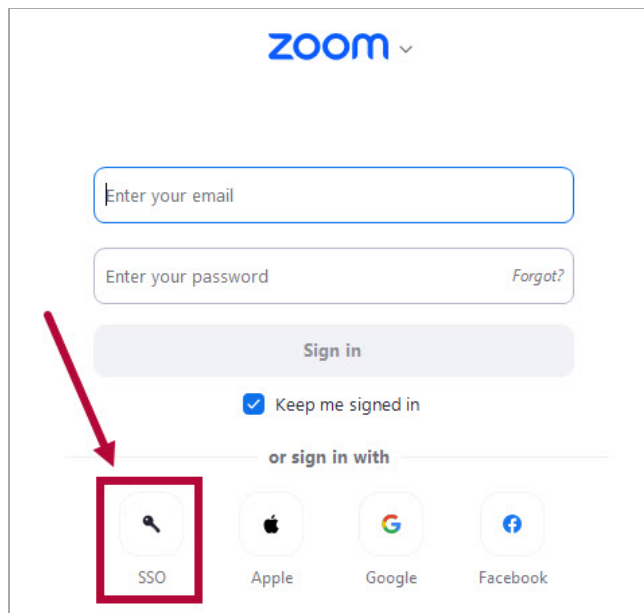 zoom
Enter your email
Enter your password Forgot?
Sign in
Keep me signed in
or sign in with
SSO Apple Google Facebook